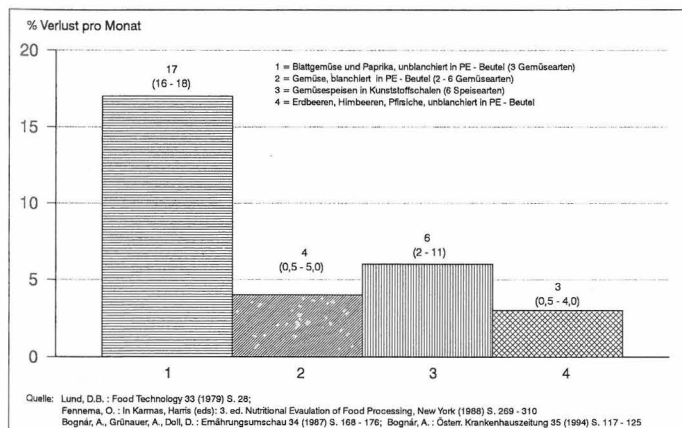 % Verlust pro Monat
20
15
10
5
0
17
(16 - 18)
4
(0,5 - 5,0)
6
(2 - 11)
3
(0,5 - 4,0)
1 = Blattgemüse und Paprika, unblanchiert in PE - Beutel (3 Gemüsearten)
2 = Gemüse, blanchiert in PE - Beutel (2 - 6 Gemüsearten)
3 = Gemüsespeisen in Kunststoffschalen (6 Speisearten)
4 = Erdbeeren, Himbeeren, Pfirsiche, unblanchiert in PE - Beutel
1 2 3 4
Quelle: Lund, D.B. : Food Technology 33 (1979) S. 28;
Fennema, O. : In Karmas, Harris (eds): 3. ed. Nutritional Evaulation of Food Processing, New York (1988) S. 269 - 310
Bognár, A., Grünauer, A., Doll, D. : Ernährungsumschau 34 (1987) S. 168 - 176; Bognár, A. : Österr. Krankenhauszeitung 35 (1994) S. 117 - 125